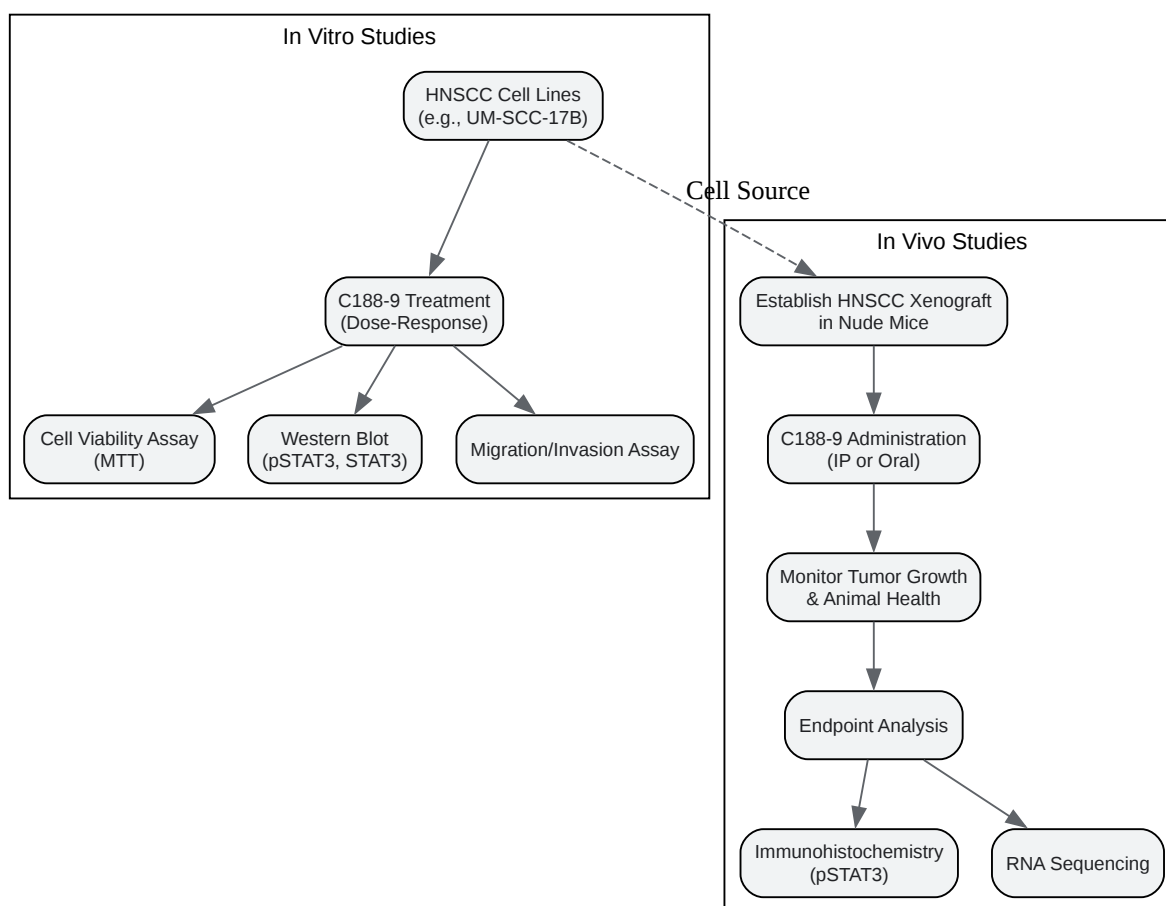 In Vitro Studies
HNSCC Cell Lines
(e.g., UM-SCC-17B)
Cell Source
C188-9 Treatment
(Dose-Response)
Cell Viability Assay
(MTT)
Western Blot
(pSTAT3, STAT3)
Migration/Invasion Assay
In Vivo Studies
Establish HNSCC Xenograft
in Nude Mice
C188-9 Administration
(IP or Oral)
Monitor Tumor Growth
& Animal Health
Endpoint Analysis
Immunohistochemistry
(pSTAT3)
RNA Sequencing